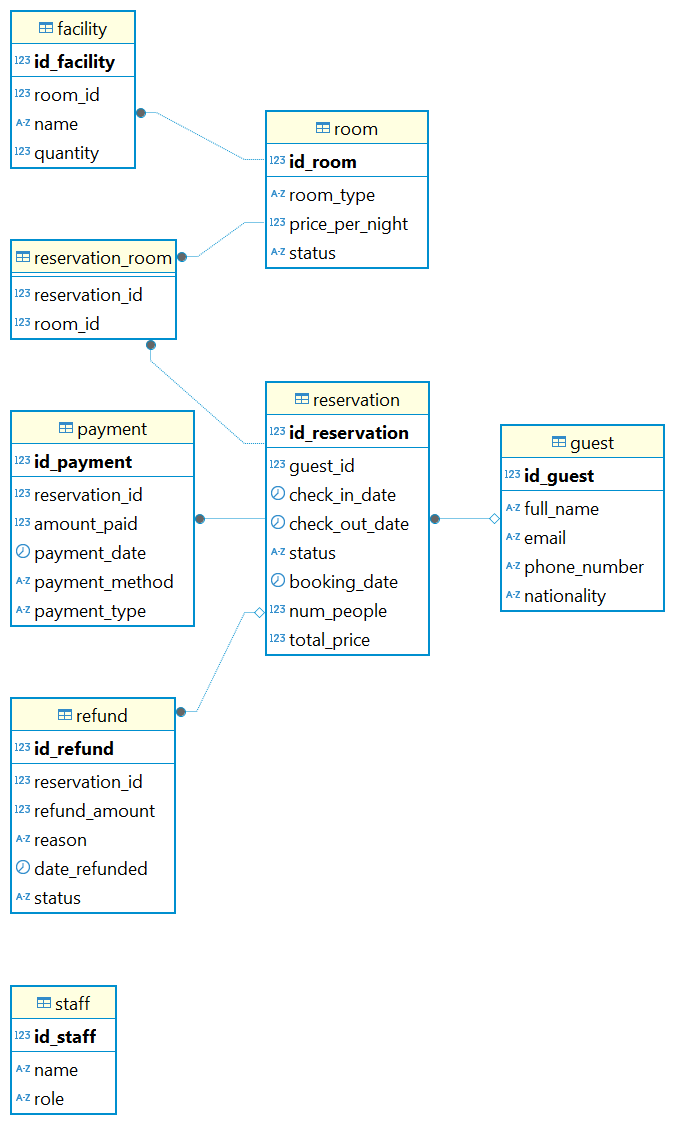 facility
123 id_facility
123 room_id
A-Z name
123 quantity
room
123 id_room
A-Z room_type
123 price_per_night
A-Z status
reservation_room
123 reservation_id
123 room_id
payment
123 id_payment
123 reservation_id
123 amount_paid
payment_date
A-Z payment_method
A-Z payment_type
reservation
123 id_reservation
123 guest_id
check_in_date
check_out_date
A-Z status
booking_date
123 num_people
123 total_price
guest
123 id_guest
A-Z full_name
A-Z email
A-Z phone_number
A-Z nationality
refund
123 id_refund
123 reservation_id
123 refund_amount
A-Z reason
date_refunded
A-Z status
staff
123 id_staff
A-Z name
A-Z role